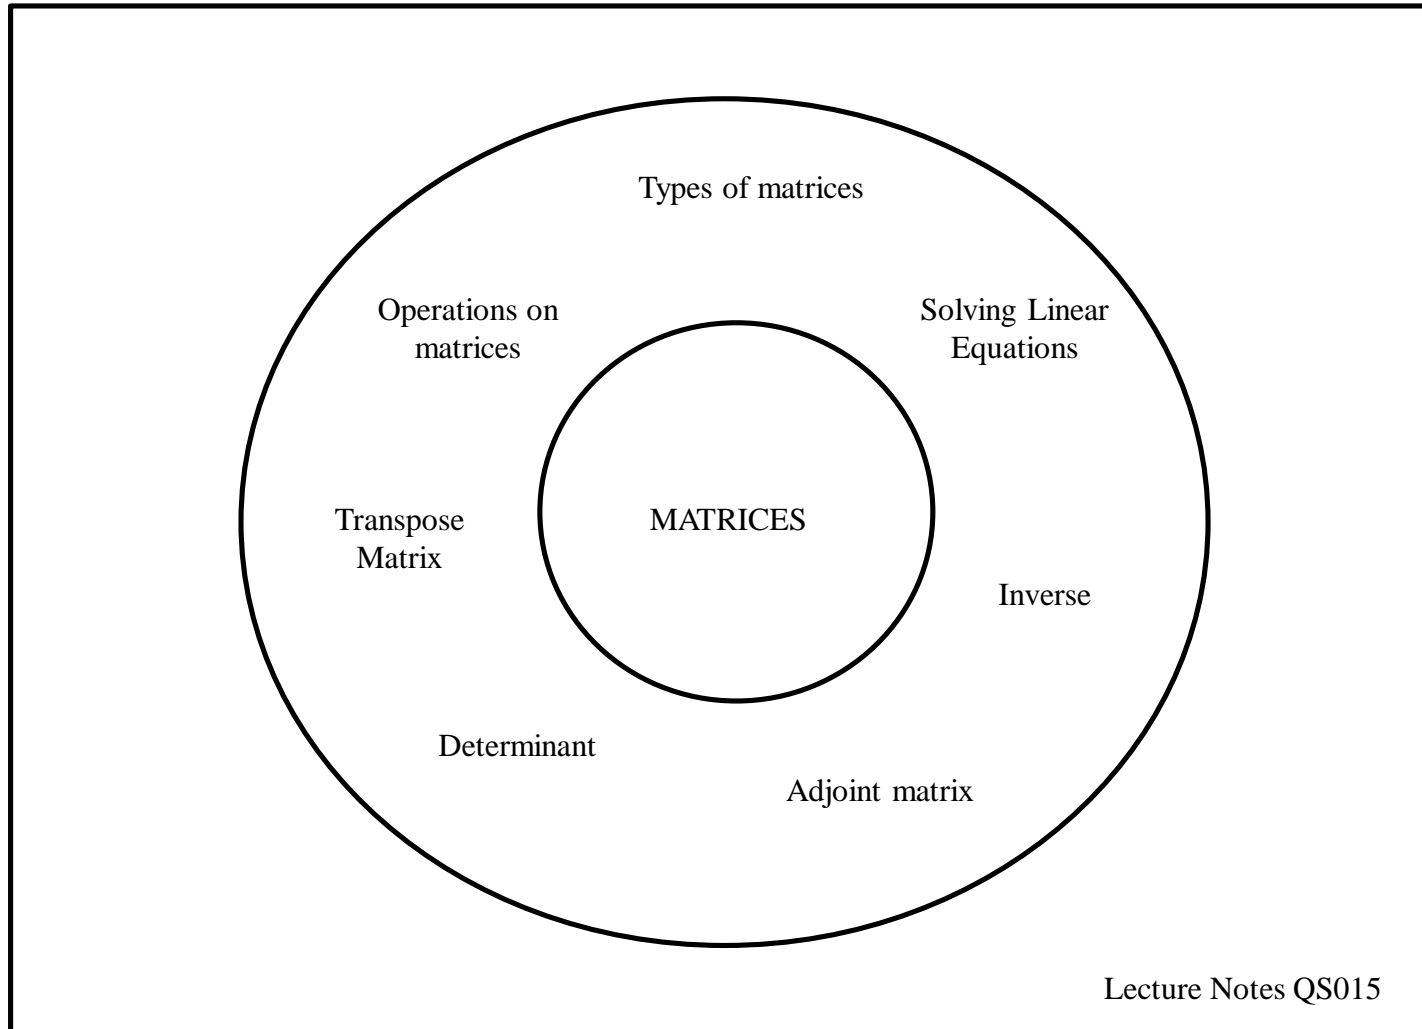 Types of matrices
Operations on
matrices
Solving Linear
Equations
Transpose
Matrix
MATRICES
Inverse
Determinant
Adjoint matrix
Lecture Notes QS015